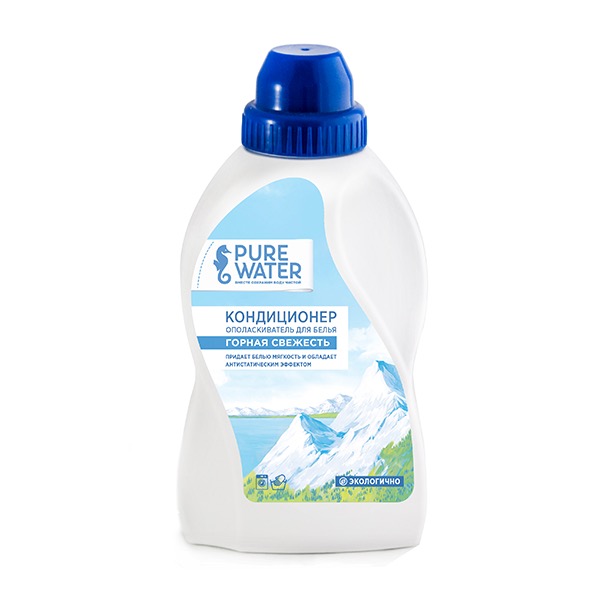 PURE
WATER
ВМЕСТЕ СОХРАНИМ ВОДУ ЧИСТОЙ
КОНДИЦИОНЕР
ОПОЛАСКИВАТЕЛЬ ДЛЯ БЕЛЬЯ
ГОРНАЯ СВЕЖЕСТЬ
ПРИДАЕТ БЕЛЬЮ МЯГКОСТЬ И ОБЛАДАЕТ
АНТИСТАТИЧЕСКИМ ЭФФЕКТОМ
ЭКОЛОГИЧНО